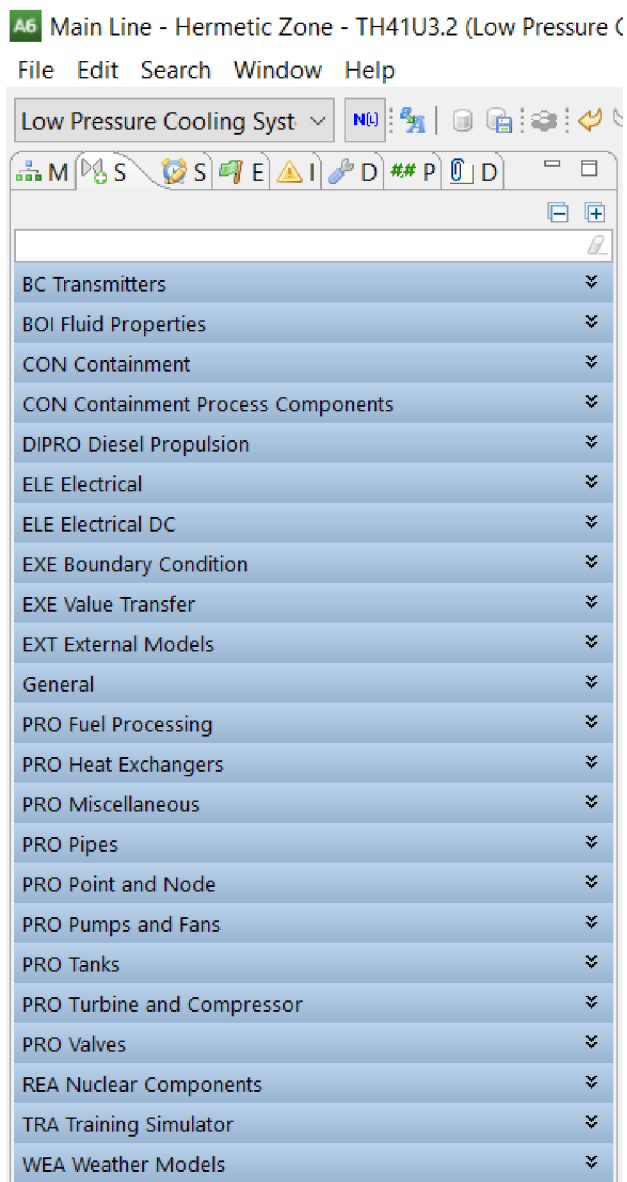 A6 Main Line - Hermetic Zone - TH41U3.2 (Low Pressure
File Edit Search Window Help
Low Pressure Cooling Syst N(L)
M S S E I D ## P D
BC Transmitters
BOI Fluid Properties
CON Containment
CON Containment Process Components
DIPRO Diesel Propulsion
ELE Electrical
ELE Electrical DC
EXE Boundary Condition
EXE Value Transfer
EXT External Models
General
PRO Fuel Processing
PRO Heat Exchangers
PRO Miscellaneous
PRO Pipes
PRO Point and Node
PRO Pumps and Fans
PRO Tanks
PRO Turbine and Compressor
PRO Valves
REA Nuclear Components
TRA Training Simulator
WEA Weather Models